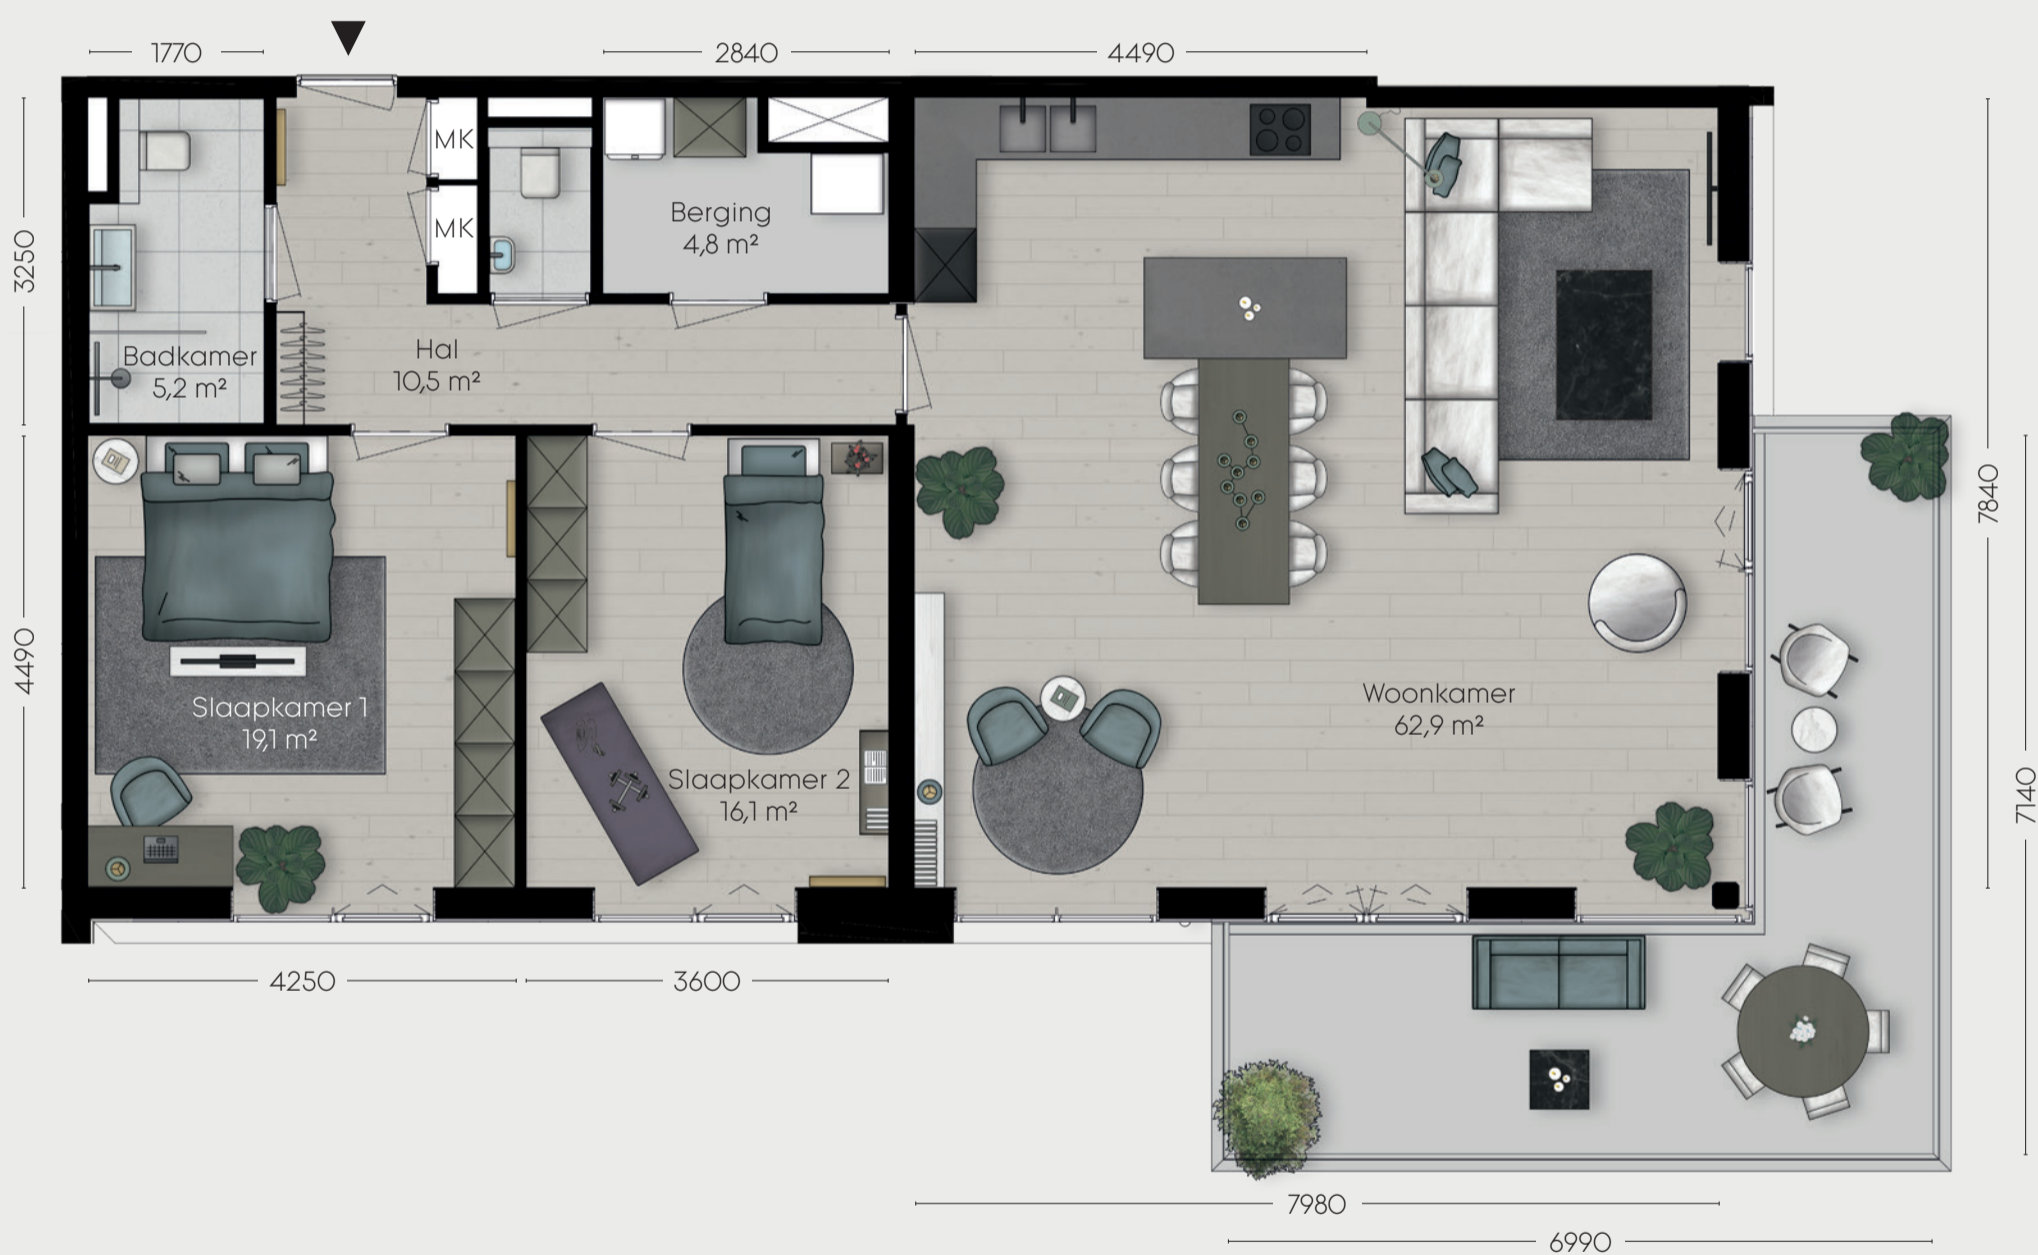 1770
2840
4490
MK
MK
Berging
4,8 m²
3250
Badkamer
5,2 m²
Hal
10,5 m²
7840
4490
Slaapkamer 1
19,1 m²
Slaapkamer 2
16,1 m²
Woonkamer
62,9 m²
7140
4250
3600
7980
6990